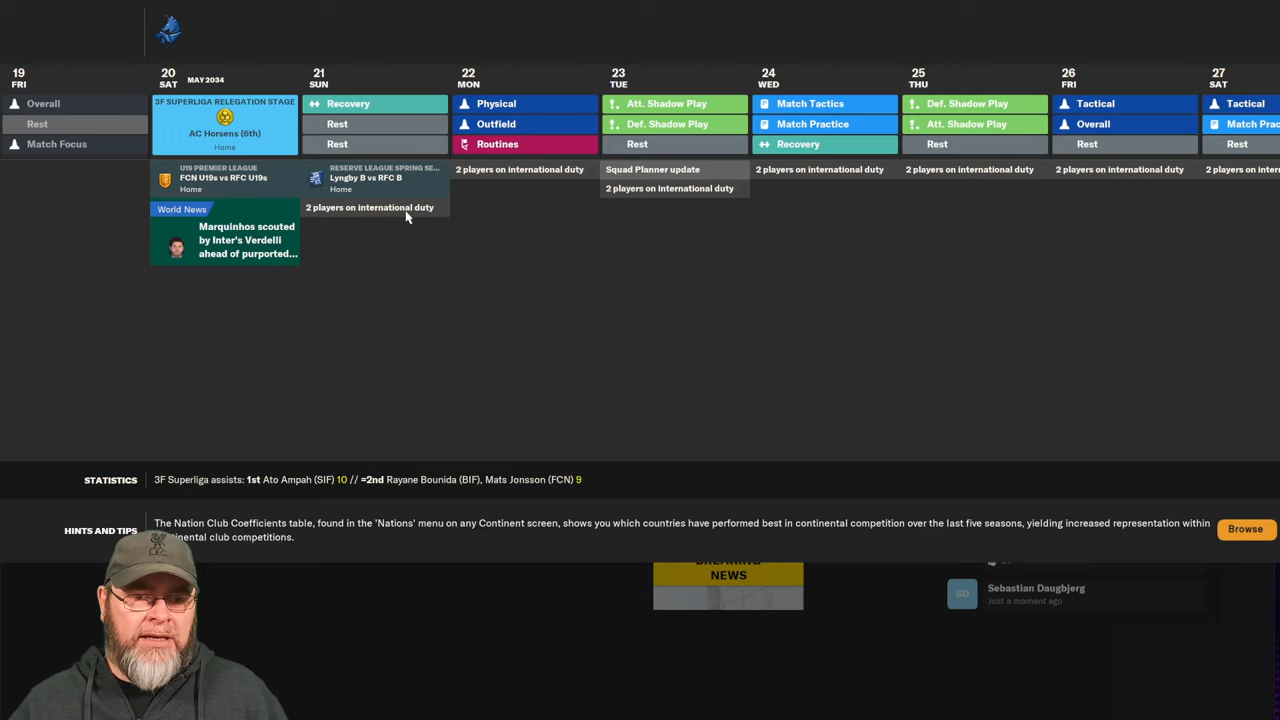 19
FRI
20
SAT
MAY 2034
21
SUN
22
MON
23
TUE
24
WED
25
THU
26
FRI
27
SAT
Overall
Rest
Match Focus
3F SUPERLIGA RELEGATION STAGE
AC Horsens (6th)
Home
Recovery
Rest
Rest
Physical
Outfield
Routines
Att. Shadow Play
Def. Shadow Play
Rest
Match Tactics
Match Practice
Recovery
Def. Shadow Play
Att. Shadow Play
Rest
Tactical
Overall
Rest
Tactical
Match Prac
Rest
U19 PREMIER LEAGUE
FCN U19s vs RFC U19s
Home
World News
Marquinhos scouted
by Inter's Verdelli
ahead of purported...
RESERVE LEAGUE SPRING SE...
Lyngby B vs RFC B
Home
2 players on international duty
2 players on international duty
Squad Planner update
2 players on international duty
2 players on international duty
2 players on international duty
2 players on international duty
2 players on inter
STATISTICS
3F Superliga assists: 1st Ato Ampah (SIF) 10 // =2nd Rayane Bounida (BIF), Mats Jonsson (FCN) 9
HINTS AND TIPS
The Nation Club Coefficients table, found in the 'Nations' menu on any Continent screen, shows you which countries have performed best in continental competition over the last five seasons, yielding increased representation within
tinental club competitions.
Browse
BREAKING
NEWS
SD
Sebastian Daugbjerg
Just a moment ago